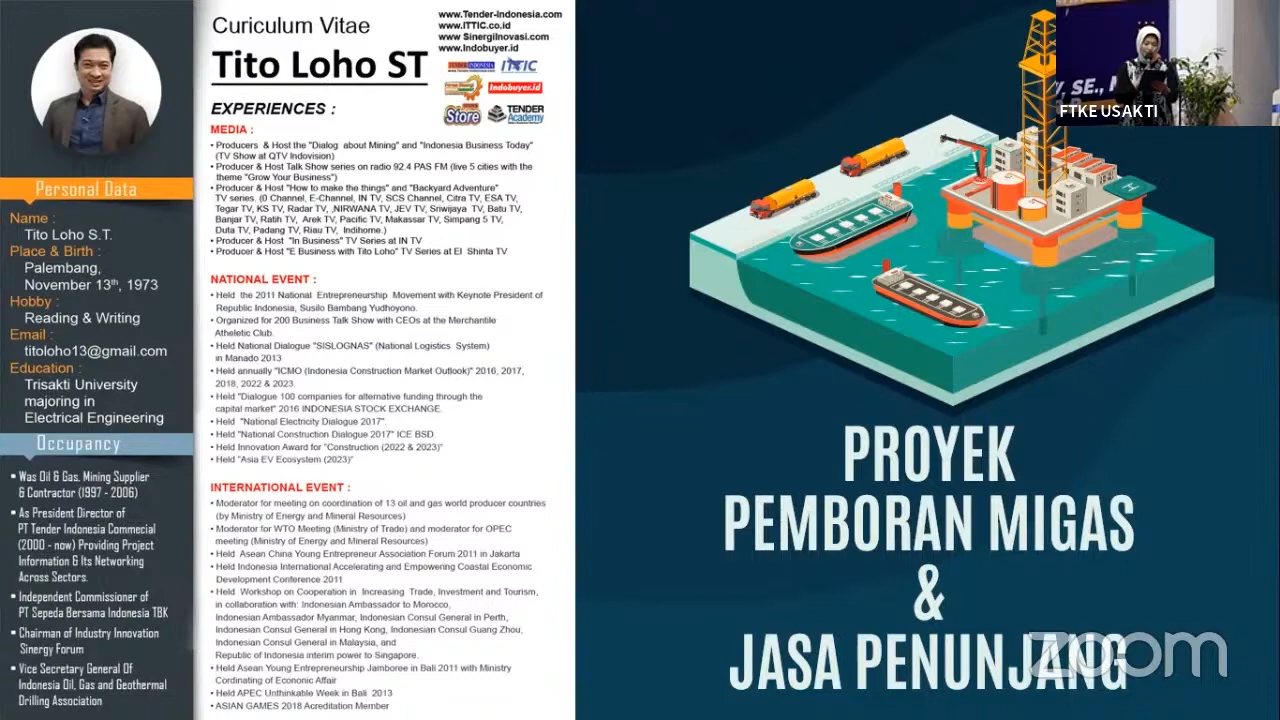 Personal Data
Name :
Tito Loho S.T.
Place & Birth :
Palembang,
November 13th, 1973
Hobby :
Reading & Writing
Email :
titoloho13@gmail.com
Education :
Trisakti University
majoring in
Electrical Engineering
Occupancy
▪ Was Oil & Gas. Mining Supplier
& Contractor (1997 - 2006)
▪ As President Director of
PT Tender Indonesia Commecial
(2000 - now) Providing Project
Information & Its Networking
Across Sectors.
▪ Independent Commissioner of
PT Sepeda Bersama Indonesia TBK
▪ Chairman of Industry Innovation
Sinergy Forum
▪ Vice Secretary General Of
Indonesia Oil, Gas and Geothermal
Drilling Association
Curiculum Vitae
Tito Loho ST
www.Tender-Indonesia.com
www.ITTIC.co.id
www SinergiInovasi.com
www.Indobuyer.id
TENDER INDONESIA
ITTIC
Indobuyer.id
Store
TENDER
Academy
EXPERIENCES :
MEDIA :
• Producers & Host the "Dialog about Mining" and "Indonesia Business Today"
(TV Show at QTV Indovision)
• Producer & Host Talk Show series on radio 92.4 PAS FM (live 5 cities with the
theme "Grow Your Business")
• Producer & Host "How to make the things" and "Backyard Adventure"
TV series. (0 Channel, E-Channel, IN TV, SCS Channel, Citra TV, ESA TV,
Tegar TV, KS TV, Radar TV, ,NIRWANA TV, JEV TV, Sriwijaya TV, Batu TV,
Banjar TV, Ratih TV, Arek TV, Pacific TV, Makassar TV, Simpang 5 TV,
Duta TV, Padang TV, Riau TV, Indihome.)
• Producer & Host "In Business" TV Series at IN TV
• Producer & Host "E Business with Tito Loho" TV Series at El Shinta TV
NATIONAL EVENT :
• Held the 2011 National Entrepreneurship Movement with Keynote President of
Republic Indonesia, Susilo Bambang Yudhoyono.
• Organized for 200 Business Talk Show with CEOs at the Merchantile
Atheletic Club.
• Held National Dialogue "SISLOGNAS" (National Logistics System)
in Manado 2013
• Held annually "ICMO (Indonesia Construction Market Outlook)" 2016, 2017,
2018, 2022 & 2023.
• Held "Dialogue 100 companies for alternative funding through the
capital market" 2016 INDONESIA STOCK EXCHANGE.
• Held "National Electricity Dialogue 2017".
• Held "National Construction Dialogue 2017" ICE BSD.
• Held Innovation Award for "Construction (2022 & 2023)"
• Held "Asia EV Ecosystem (2023)"
INTERNATIONAL EVENT :
• Moderator for meeting on coordination of 13 oil and gas world producer countries
(by Ministry of Energy and Mineral Resources)
• Moderator for WTO Meeting (Ministry of Trade) and moderator for OPEC
meeting (Ministry of Energy and Mineral Resources)
• Held Asean China Young Entrepreneur Association Forum 2011 in Jakarta
• Held Indonesia International Accelerating and Empowering Coastal Economic
Development Conference 2011
• Held Workshop on Cooperation in Increasing Trade, Investment and Tourism,
in collaboration with: Indonesian Ambassador to Morocco,
Indonesian Ambassador Myanmar, Indonesian Consul General in Perth,
Indonesian Consul General in Hong Kong, Indonesian Consul Guang Zhou,
Indonesian Consul General in Malaysia, and
Republic of Indonesia interim power to Singapore.
• Held Asean Young Entrepreneurship Jamboree in Bali 2011 with Ministry
Cordinating of Econonic Affair
• Held APEC Unthinkable Week in Bali 2013
• ASIAN GAMES 2018 Acreditation Member
, SE.,
FTKE USAKTI
H
PROYEK
PEMBORAN MIGAS
&
JASA PENUNJANG
zoom